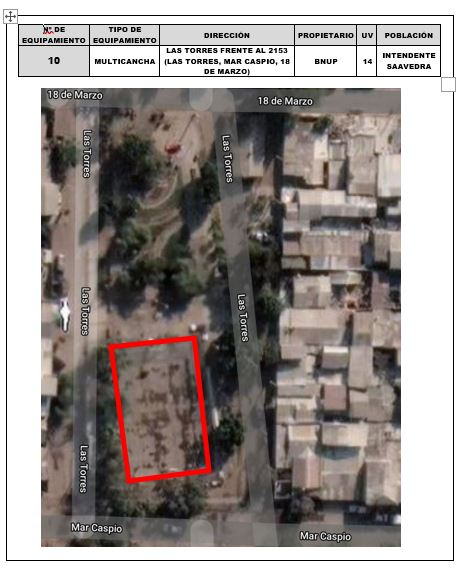 Nº DE EQUIPAMIENTO
TIPO DE EQUIPAMIENTO
DIRECCIÓN
PROPIETARIO
UV
POBLACIÓN
10
MULTICANCHA
LAS TORRES FRENTE AL 2153
(LAS TORRES, MAR CASPIO, 18
DE MARZO)
BNUP
14
INTENDENTE
SAAVEDRA
18 de Marzo
18 de Marzo
Las Torres
Las Torres
Las Torres
Las Torres
Las Torres
Mar Caspio
Mar Caspio